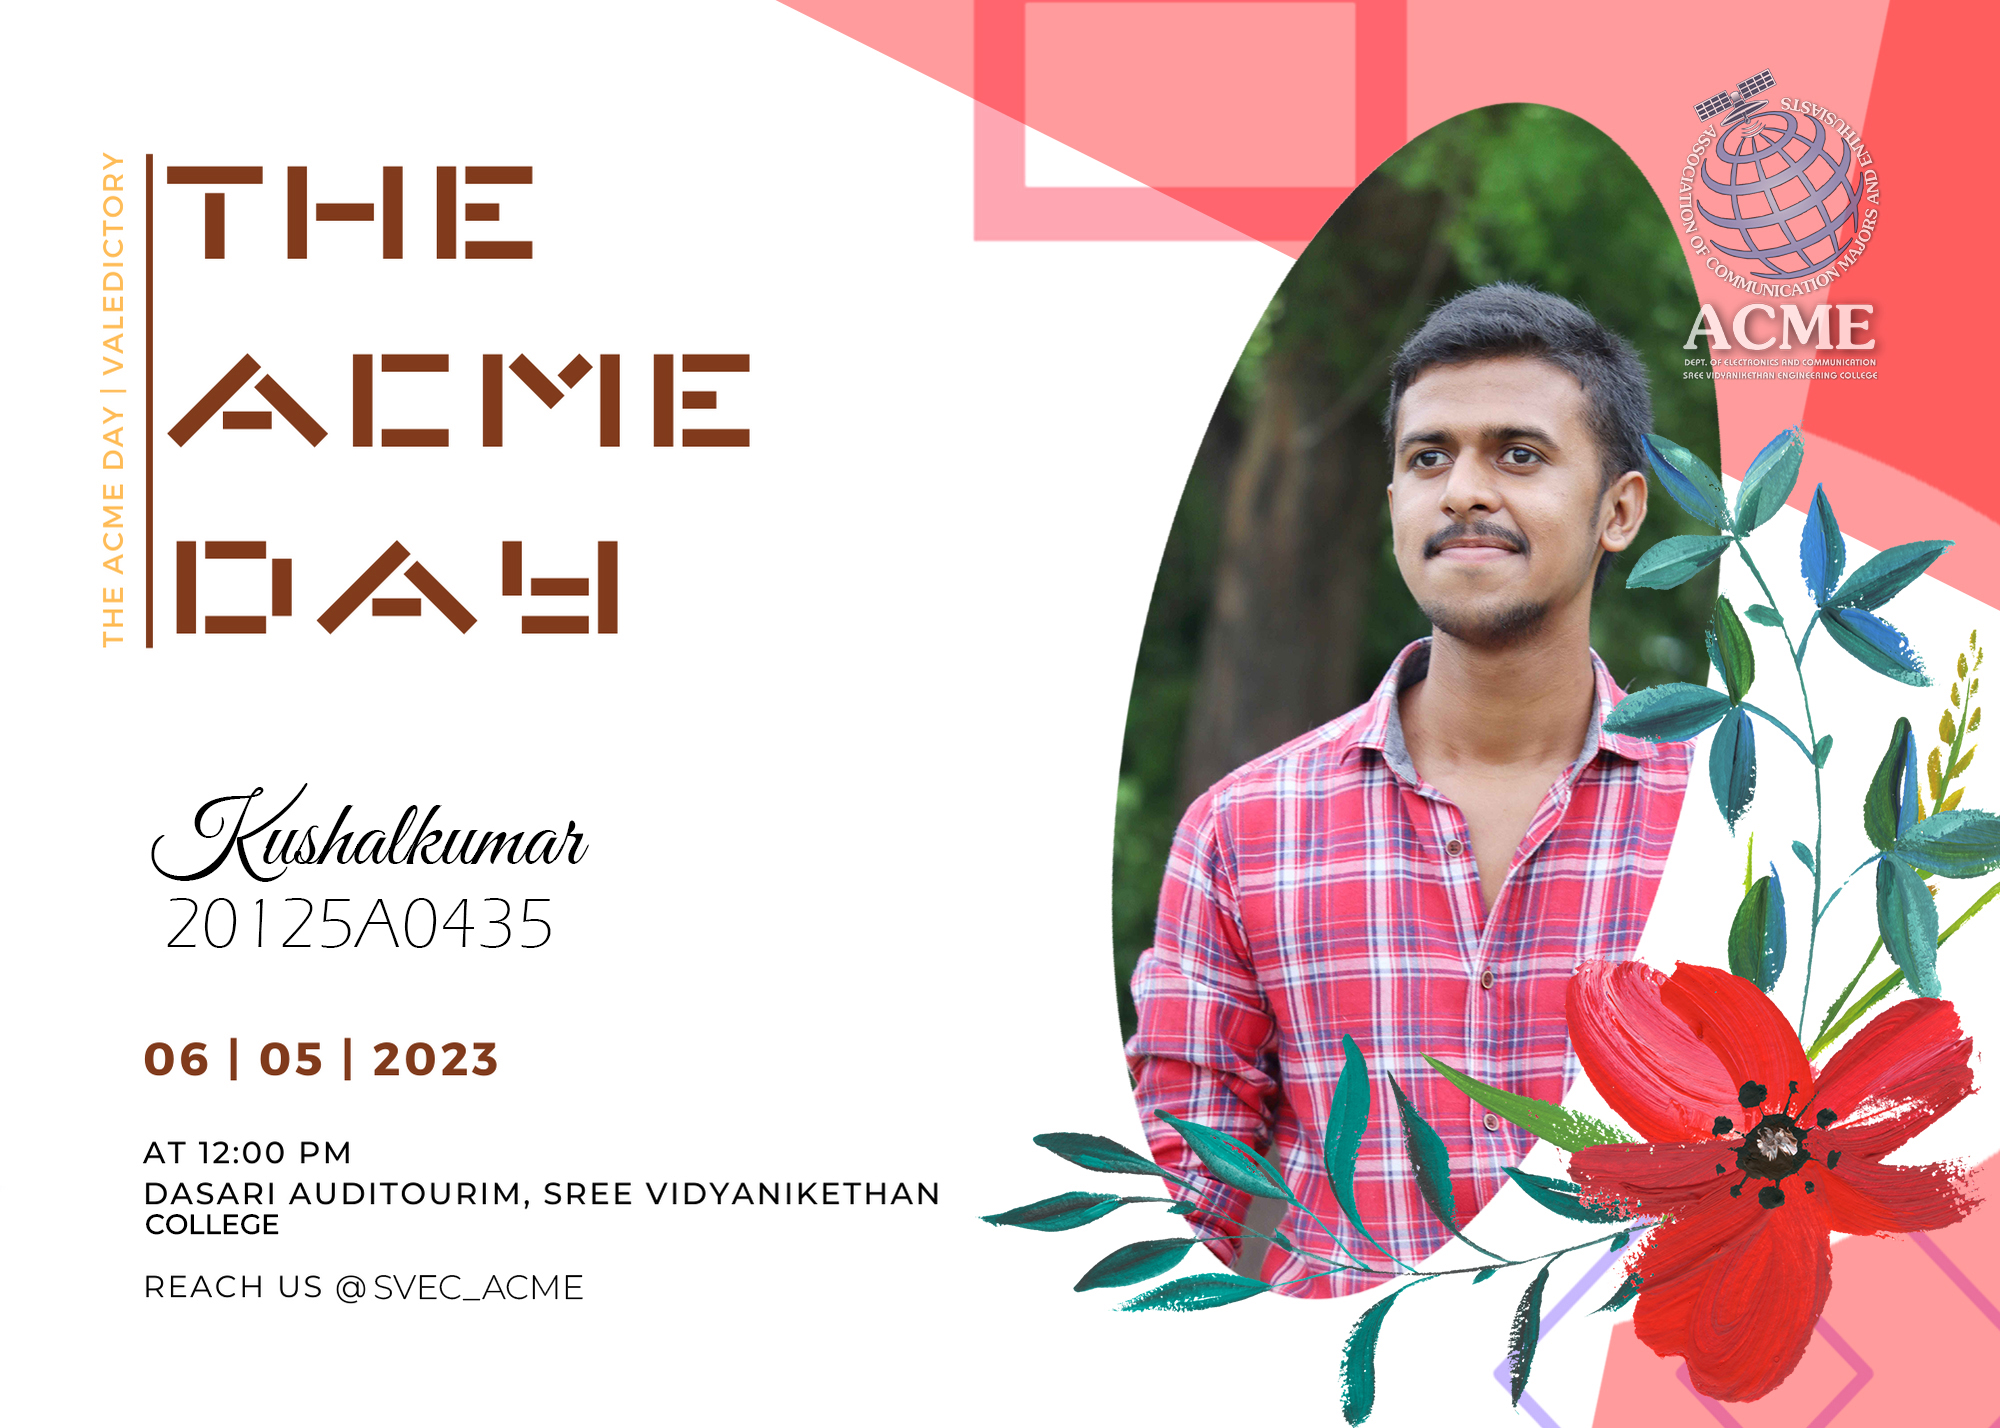 THE ACME DAY | VALEDICTORY
THE
ACME
DAY
Kushalkumar
20125A0435
06 | 05 | 2023
AT 12:00 PM
DASARI AUDITOURIM, SREE VIDYANIKETHAN
COLLEGE
REACH US @SVEC_ACME
ASSOCIATION OF COMMUNICATION MAJORS AND ENTHUSIASTS
ACME
DEPT. OF ELECTRONICS AND COMMUNICATION
SREE VIDYANIKETHAN ENGINEERING COLLEGE